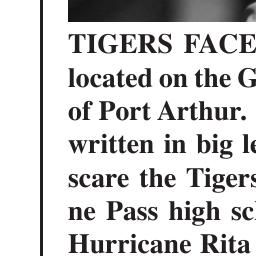 TIGERS FACE
located on the G
of Port Arthur.
written in big le
scare the Tigers
ne Pass high sc
Hurricane Rita